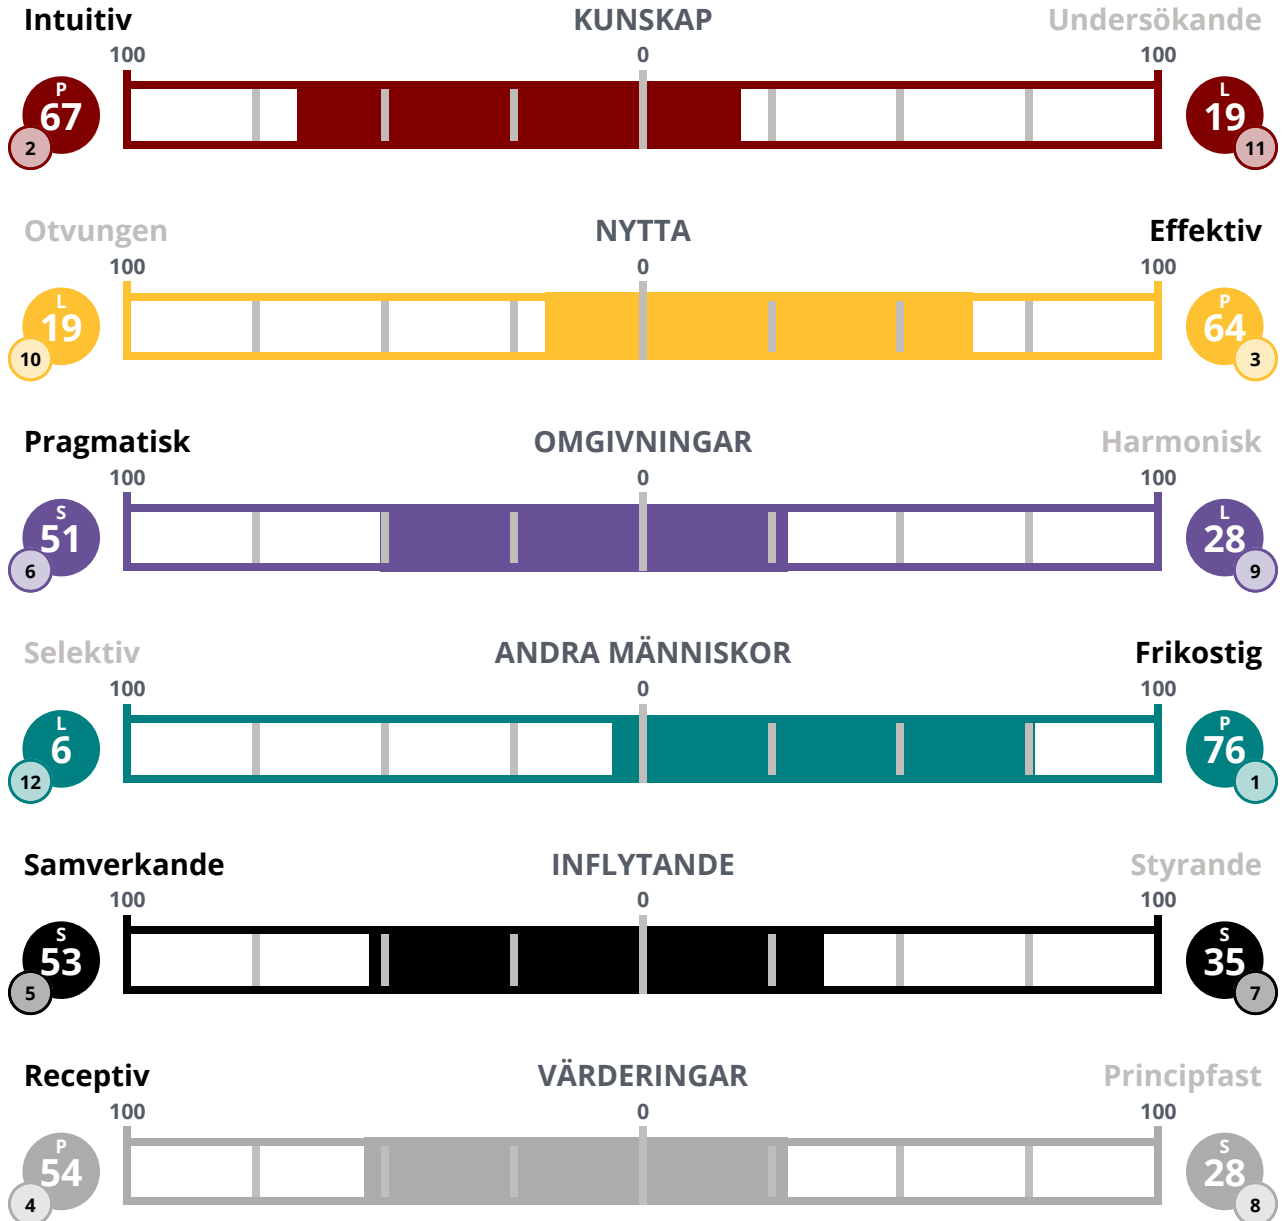 Intuitiv KUNSKAP Undersökande
100 0 100
P L
67 19
2 11
Otvungen NYTTA Effektiv
100 0 100
L P
19 64
10 3
Pragmatisk OMGIVNINGAR Harmonisk
100 0 100
S L
51 28
6 9
Selektiv ANDRA MÄNNISKOR Frikostig
100 0 100
L P
6 76
12 1
Samverkande INFLYTANDE Styrande
100 0 100
S S
53 35
5 7
Receptiv VÄRDERINGAR Principfast
100 0 100
P S
54 28
4 8